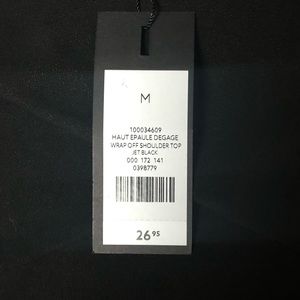 M
100034609
HAUT EPAULE DEGAGE
WRAP OFF SHOULDER TOP
JET BLACK
000 172 141
0398779
26 95